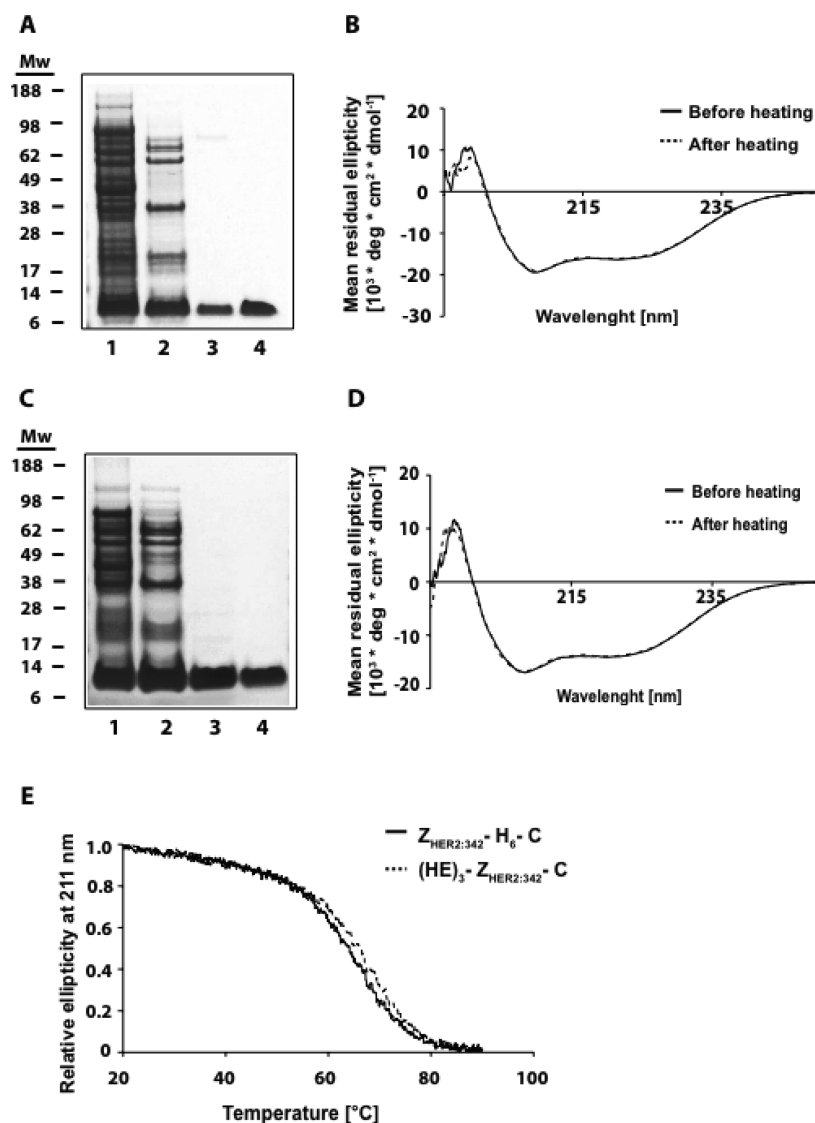 A
Mw
188
98
62
49
38
28
17
14
6
1 2 3 4
B
Mean residual ellipticity
[10³ * deg * cm² * dmol⁻¹]
20
10
0
-10
-20
-30
215 235
Before heating
After heating
Wavelenght [nm]
C
Mw
188
98
62
49
38
28
17
14
6
1 2 3 4
D
Mean residual ellipticity
[10³ * deg * cm² * dmol⁻¹]
20
10
0
-10
-20
215 235
Before heating
After heating
Wavelenght [nm]
E
Relative ellipticity at 211 nm
1.0
0.8
0.6
0.4
0.2
0
20 40 60 80 100
Z HER2:342 - H₆ - C
(HE)₃ - Z HER2:342 - C
Temperature [°C]